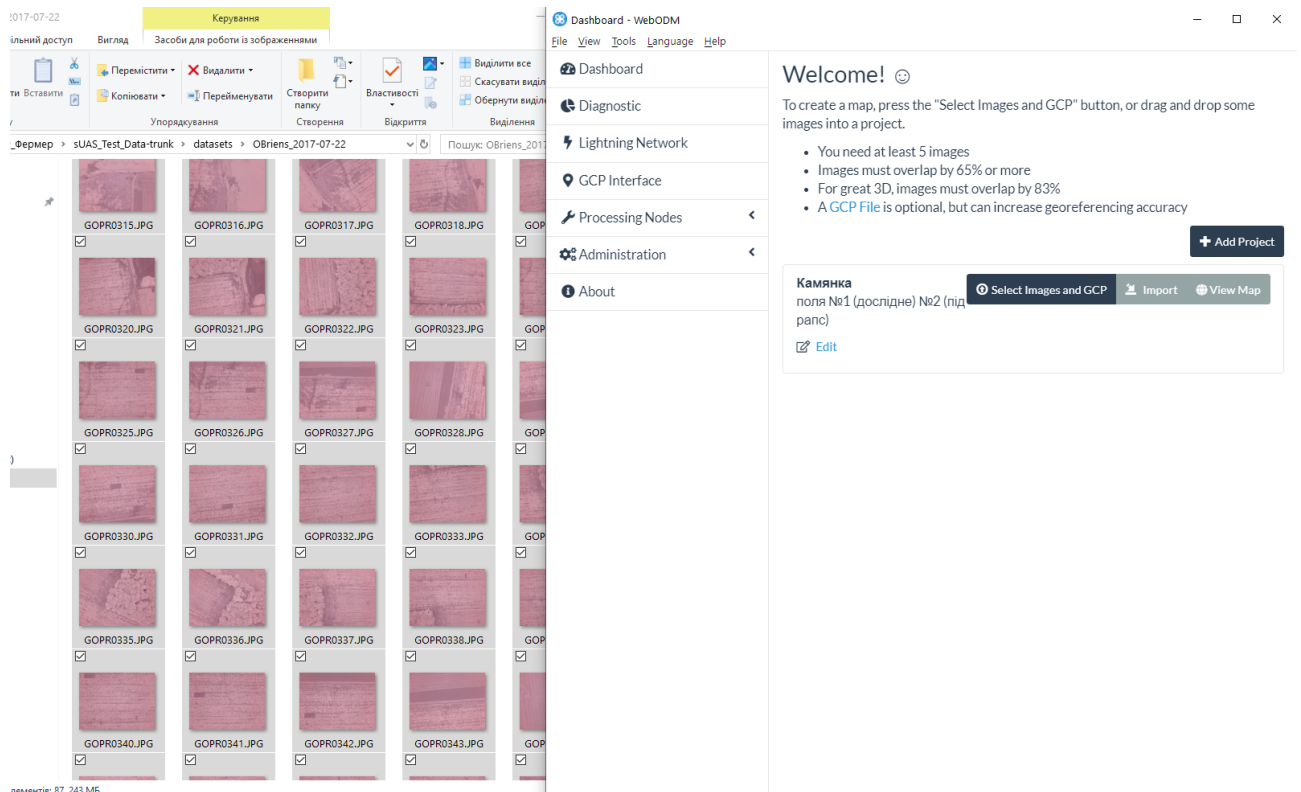 2017-07-22
Керування
ільний доступ Вигляд Засоби для роботи із зображеннями
ти Вставити
Перемістити
Копіювати
Видалити
Перейменувати
Створити папку
Властивості
Виділити все
Скасувати виділ
Обернути виділе
Упорядкування Створення Відкриття Виділення
_Фермер > sUAS_Test_Data-trunk > datasets > OBriens_2017-07-22
Пошук: OBriens_2017
GOPR0315.JPG GOPR0316.JPG GOPR0317.JPG GOPR0318.JPG GOP
GOPR0320.JPG GOPR0321.JPG GOPR0322.JPG GOPR0323.JPG GOP
GOPR0325.JPG GOPR0326.JPG GOPR0327.JPG GOPR0328.JPG GOP
GOPR0330.JPG GOPR0331.JPG GOPR0332.JPG GOPR0333.JPG GOP
GOPR0335.JPG GOPR0336.JPG GOPR0337.JPG GOPR0338.JPG GOP
GOPR0340.JPG GOPR0341.JPG GOPR0342.JPG GOPR0343.JPG GOP
87, 243 МБ
Dashboard - WebODM
File View Tools Language Help
Dashboard
Diagnostic
Lightning Network
GCP Interface
Processing Nodes
Administration
About
Welcome!
To create a map, press the "Select Images and GCP" button, or drag and drop some
images into a project.
You need at least 5 images
Images must overlap by 65% or more
For great 3D, images must overlap by 83%
A GCP File is optional, but can increase georeferencing accuracy
Add Project
Камянка
поля №1 (дослідне) №2 (під
рапс)
Select Images and GCP Import View Map
Edit